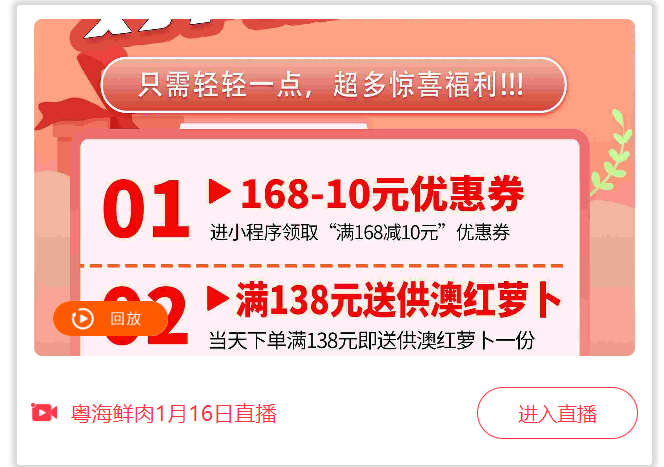 只需轻轻一点，超多惊喜福利!!!
01 168-10元优惠券
进小程序领取“满168减10元”优惠券
02 满138元送供澳红萝卜
当天下单满138元即送供澳红萝卜一份
回放
粤海鲜肉1月16日直播
进入直播